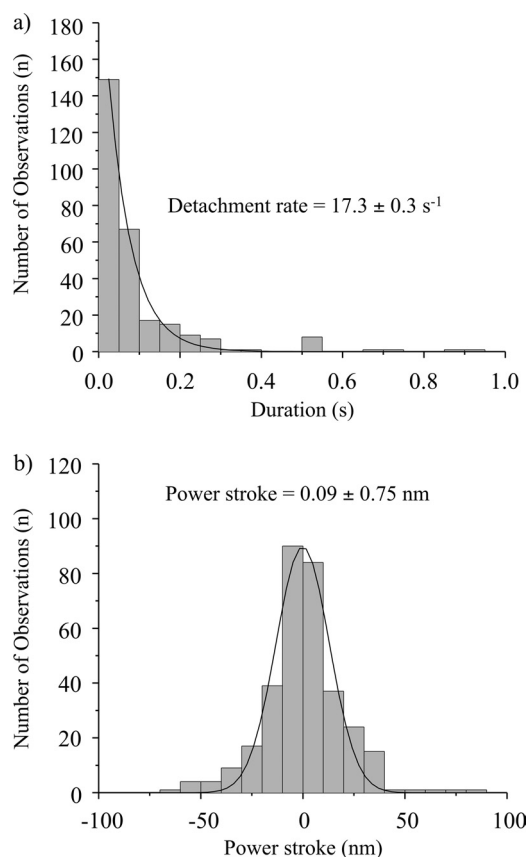 a)
180
160
140
120
100
80
60
40
20
0
Number of Observations (n)
Detachment rate = 17.3 ± 0.3 s⁻¹
0.0 0.2 0.4 0.6 0.8 1.0
Duration (s)
b)
120
100
80
60
40
20
0
Number of Observations (n)
Power stroke = 0.09 ± 0.75 nm
-100 -50 0 50 100
Power stroke (nm)